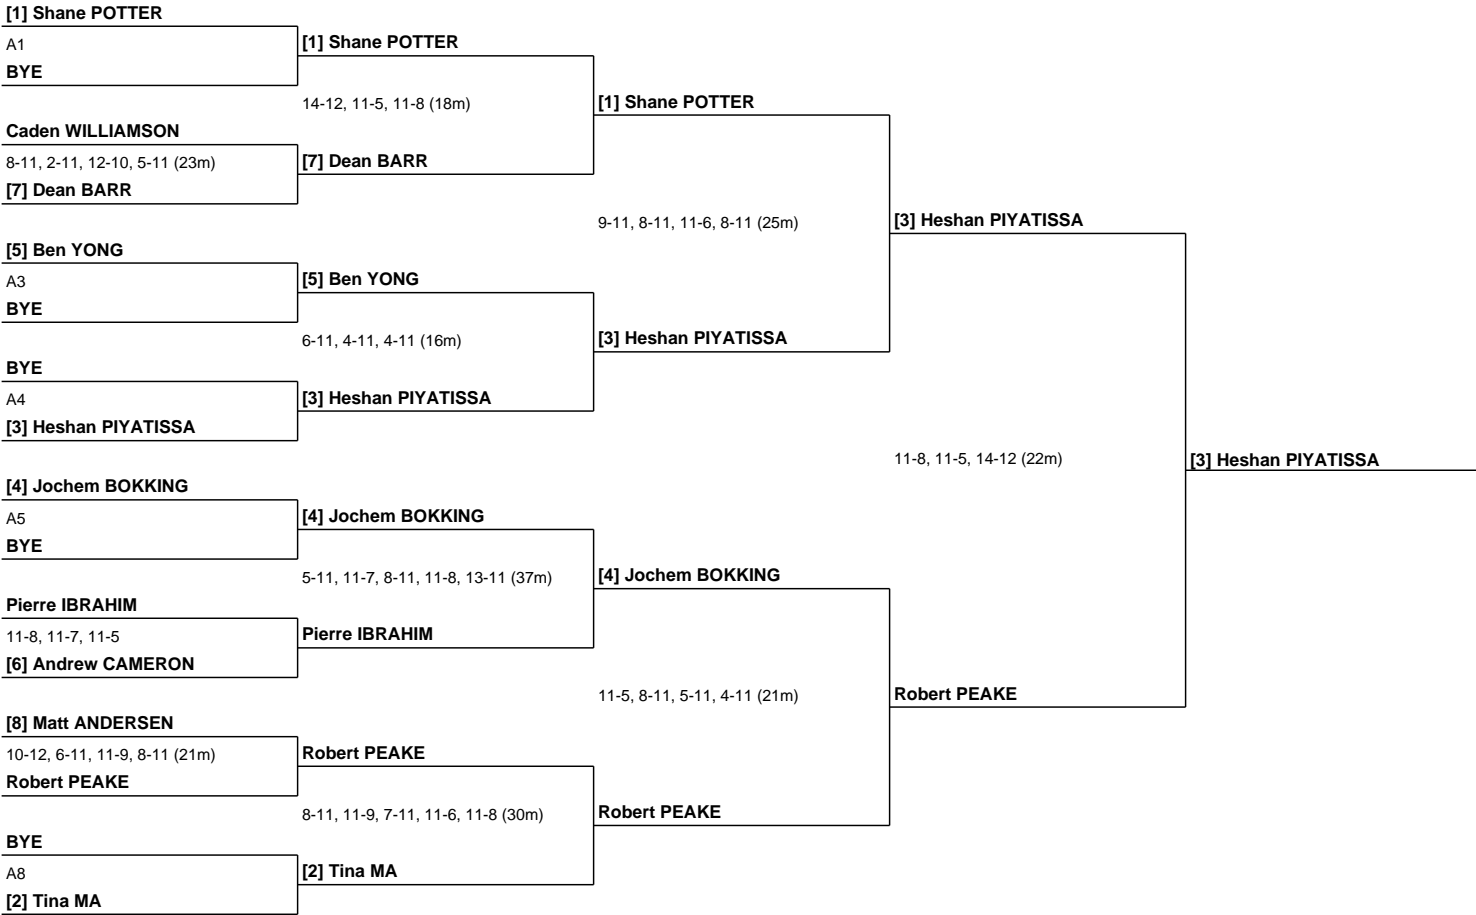 [1] Shane POTTER
A1
BYE
Caden WILLIAMSON
8-11, 2-11, 12-10, 5-11 (23m)
[7] Dean BARR
[5] Ben YONG
A3
BYE
BYE
A4
[3] Heshan PIYATISSA
[4] Jochem BOKKING
A5
BYE
Pierre IBRAHIM
11-8, 11-7, 11-5
[6] Andrew CAMERON
[8] Matt ANDERSEN
10-12, 6-11, 11-9, 8-11 (21m)
Robert PEAKE
BYE
A8
[2] Tina MA
[1] Shane POTTER
14-12, 11-5, 11-8 (18m)
[7] Dean BARR
[5] Ben YONG
6-11, 4-11, 4-11 (16m)
[3] Heshan PIYATISSA
[4] Jochem BOKKING
5-11, 11-7, 8-11, 11-8, 13-11 (37m)
Pierre IBRAHIM
Robert PEAKE
8-11, 11-9, 7-11, 11-6, 11-8 (30m)
[2] Tina MA
[1] Shane POTTER
9-11, 8-11, 11-6, 8-11 (25m)
[3] Heshan PIYATISSA
[4] Jochem BOKKING
11-5, 8-11, 5-11, 4-11 (21m)
Robert PEAKE
[3] Heshan PIYATISSA
11-8, 11-5, 14-12 (22m)
Robert PEAKE
[3] Heshan PIYATISSA